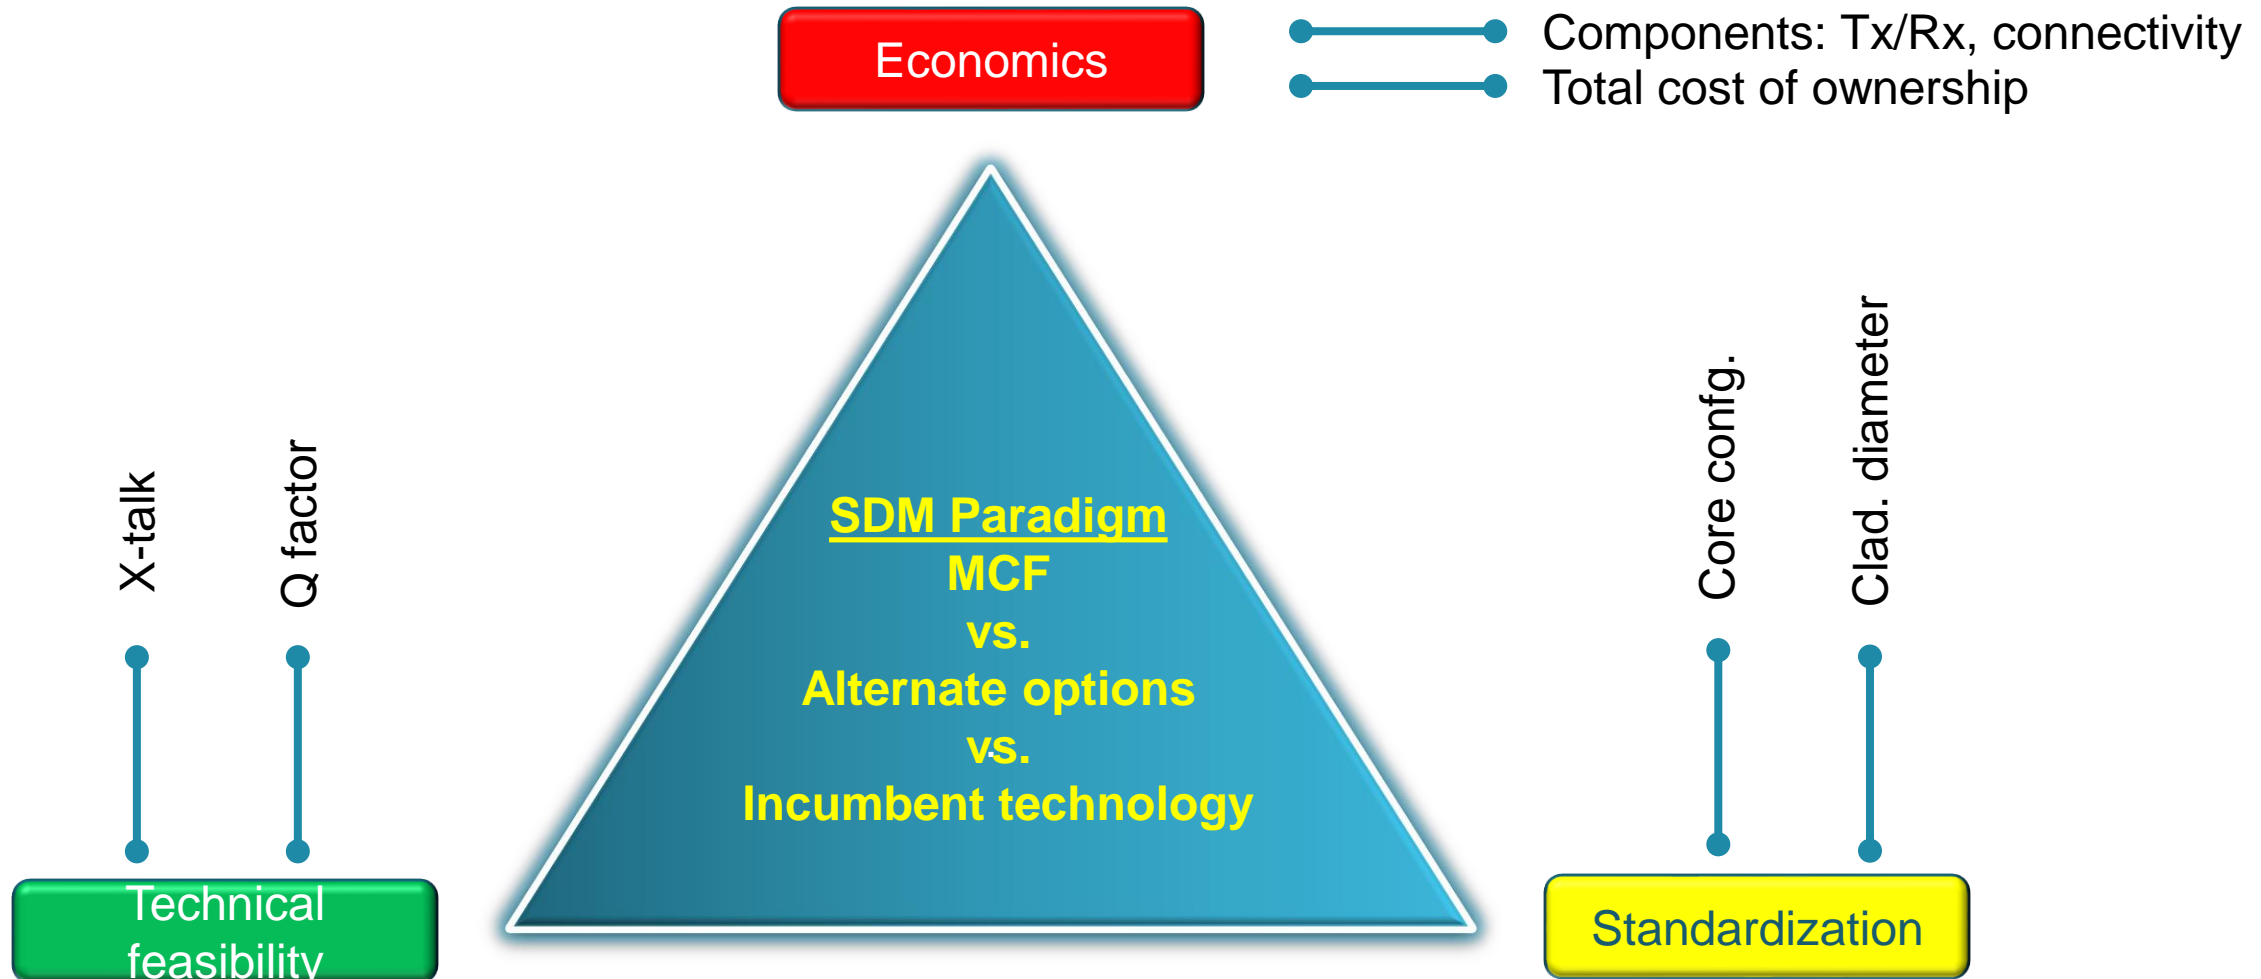 Economics
Components: Tx/Rx, connectivity
Total cost of ownership
X-talk
Q factor
SDM Paradigm
MCF
vs.
Alternate options
vs.
Incumbent technology
Core confg.
Clad. diameter
Technical
feasibility
Standardization